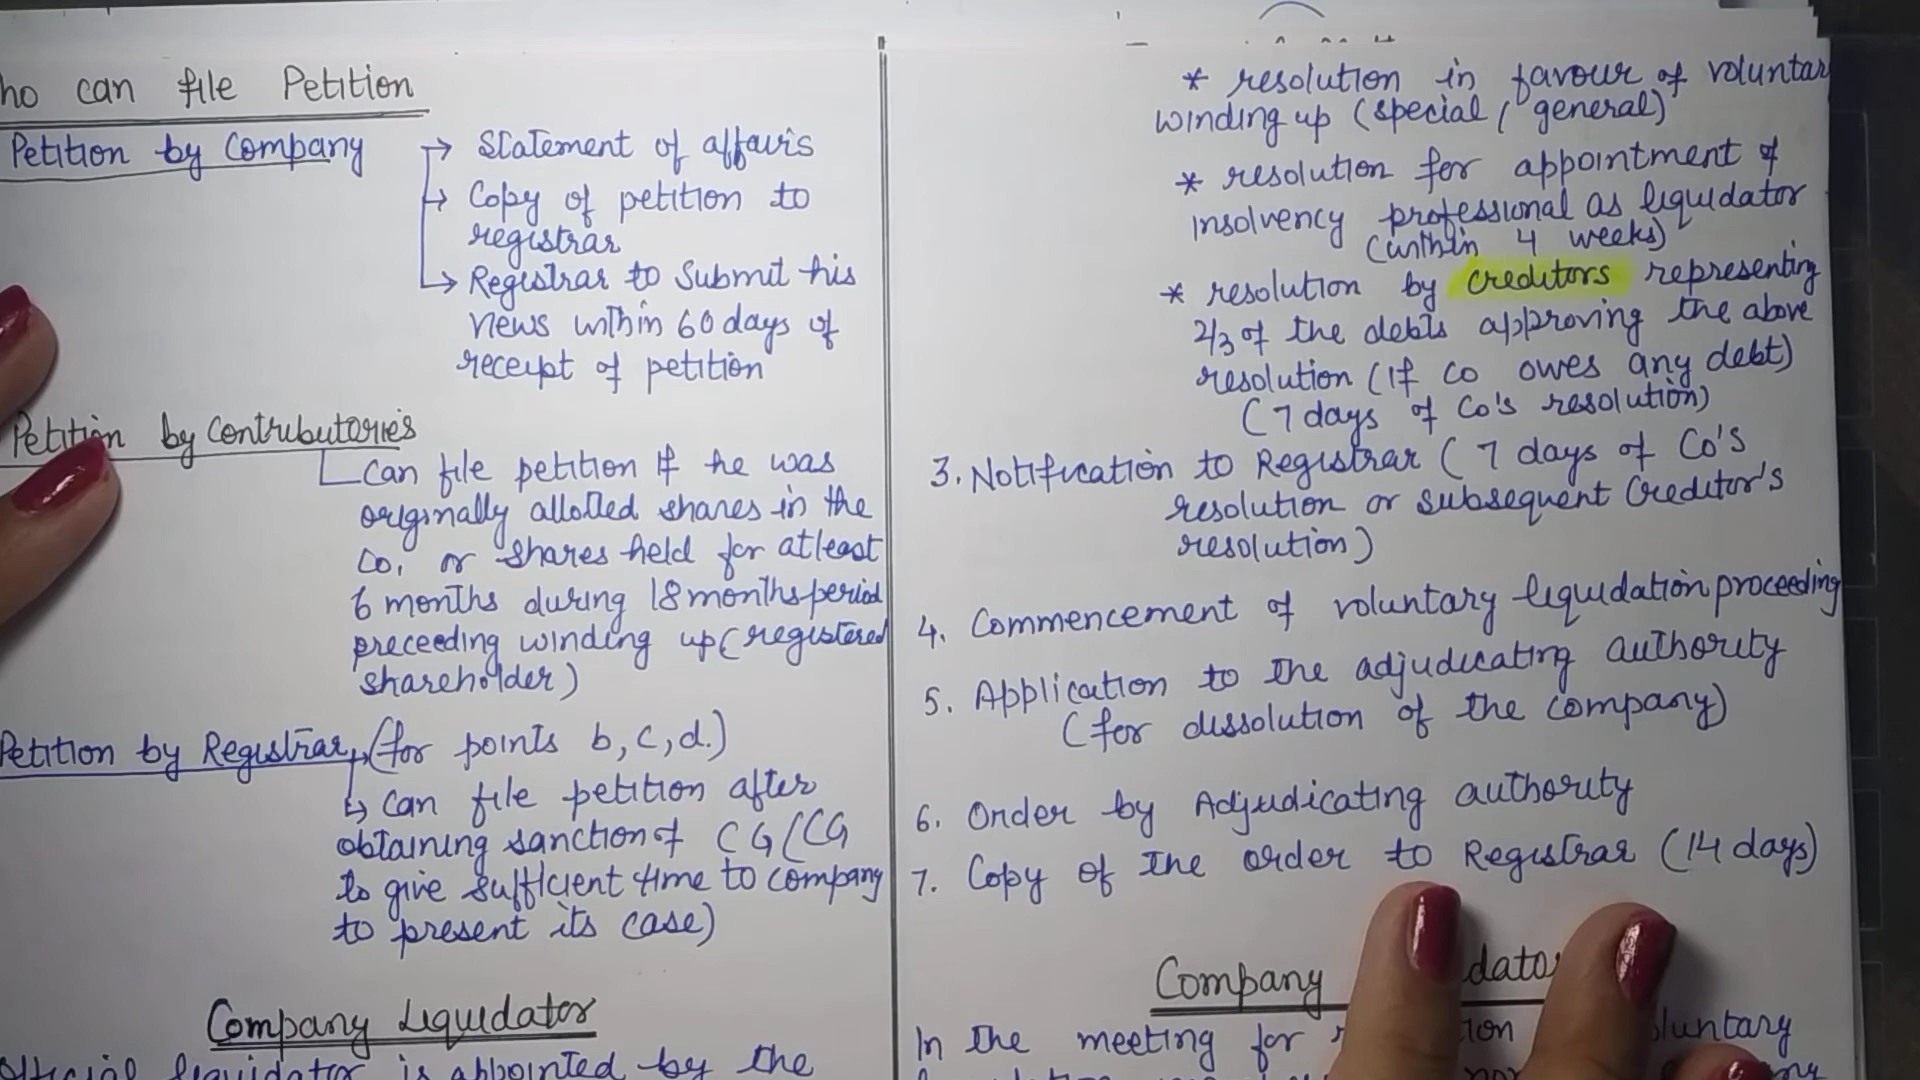 ho can file Petition
Petition by Company
→ Statement of affairs
→ Copy of petition to
registrar
→ Registrar to Submit his
views within 60 days of
receipt of petition
Petition by Contributories
Can file petition if he was
originally allotted shares in the
Co, or shares held for atleast
6 months during 18 months period
preceeding winding up (registered
shareholder)
Petition by Registrar, (for points b, c, d.)
↳ Can file petition after
obtaining sanction of CG (CG
to give sufficient time to company
to present its case)
Company Liquidator
official liquidator is appointed by the
* resolution in favour of voluntar
winding up (special / general)
* resolution for appointment of
insolvency professional as liquidator
(within 4 weeks)
* resolution by creditors representing
2/3 of the debts approving the above
resolution (if Co owes any debt)
(7 days of Co's resolution)
3. Notification to Registrar (7 days of Co's
resolution or subsequent Creditor's
resolution)
4. Commencement of voluntary liquidation proceeding
5. Application to the adjudicating authority
(for dissolution of the company)
6. Order by Adjudicating authority
7. Copy of the order to Registrar (14 days)
Company dato
In the meeting for luntary